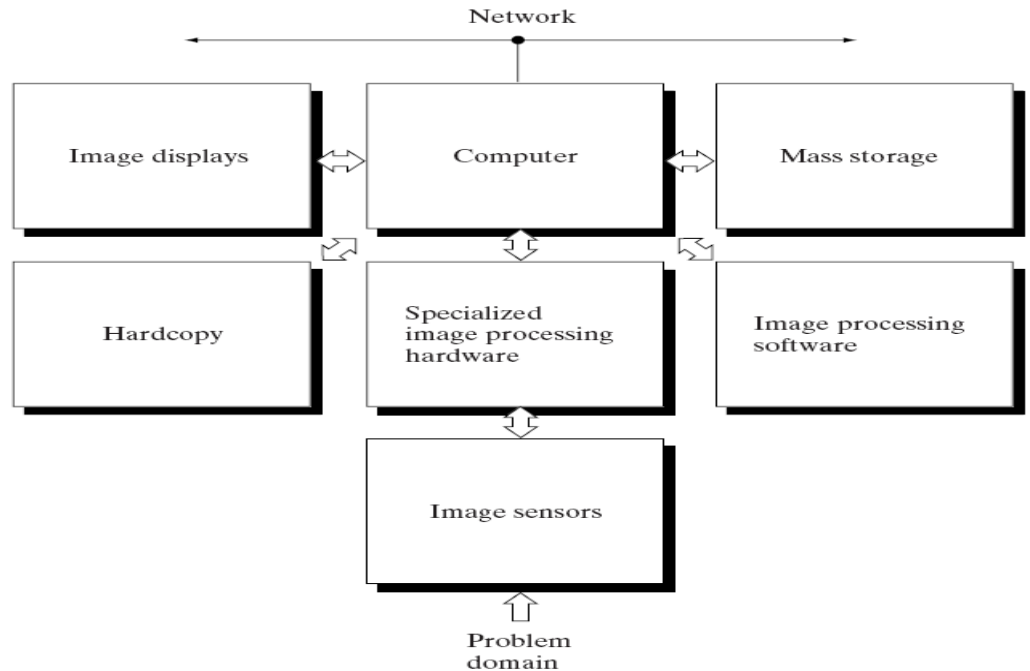 Network
Image displays
Computer
Mass storage
Hardcopy
Specialized
image processing
hardware
Image processing
software
Image sensors
Problem
domain